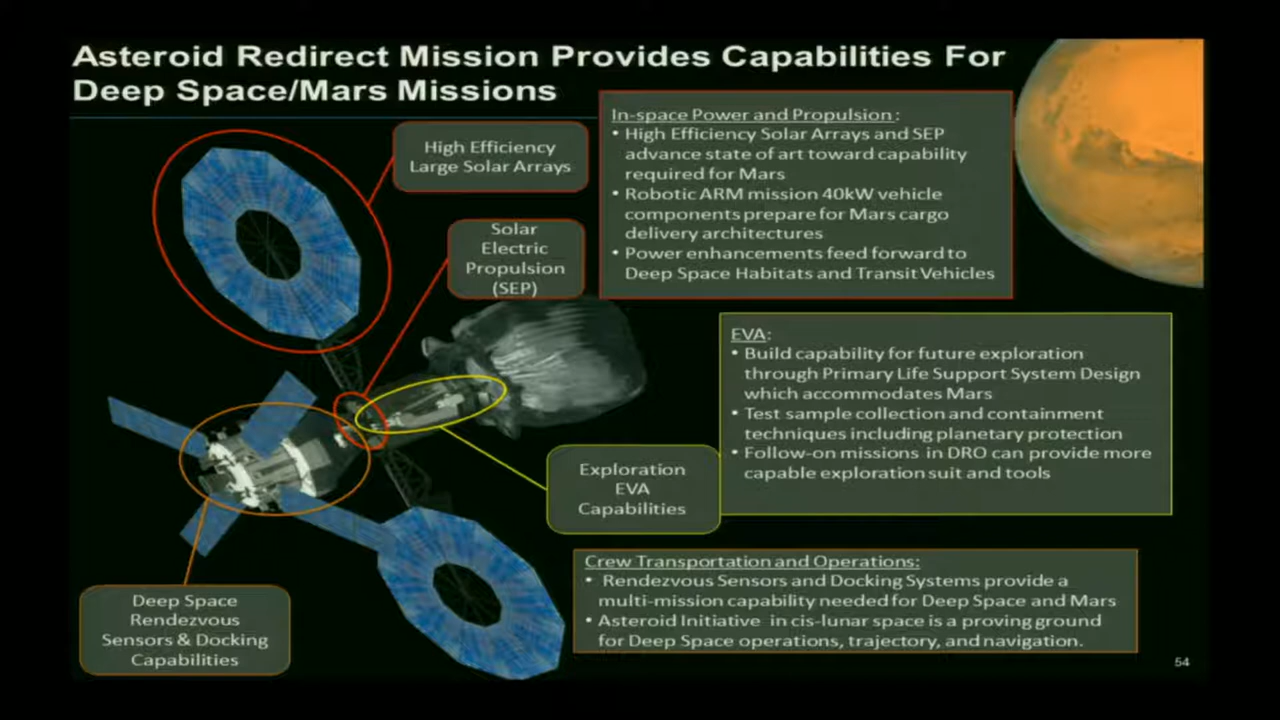 Asteroid Redirect Mission Provides Capabilities For
Deep Space/Mars Missions
High Efficiency
Large Solar Arrays
Solar
Electric
Propulsion
(SEP)
In-space Power and Propulsion:
• High Efficiency Solar Arrays and SEP
advance state of art toward capability
required for Mars
• Robotic ARM mission 40kW vehicle
components prepare for Mars cargo
delivery architectures
• Power enhancements feed forward to
Deep Space Habitats and Transit Vehicles
EVA:
• Build capability for future exploration
through Primary Life Support System Design
which accommodates Mars
• Test sample collection and containment
techniques including planetary protection
• Follow-on missions in DRO can provide more
capable exploration suit and tools
Exploration
EVA
Capabilities
Crew Transportation and Operations:
• Rendezvous Sensors and Docking Systems provide a
multi-mission capability needed for Deep Space and Mars
• Asteroid Initiative in cis-lunar space is a proving ground
for Deep Space operations, trajectory, and navigation.
Deep Space
Rendezvous
Sensors & Docking
Capabilities
54